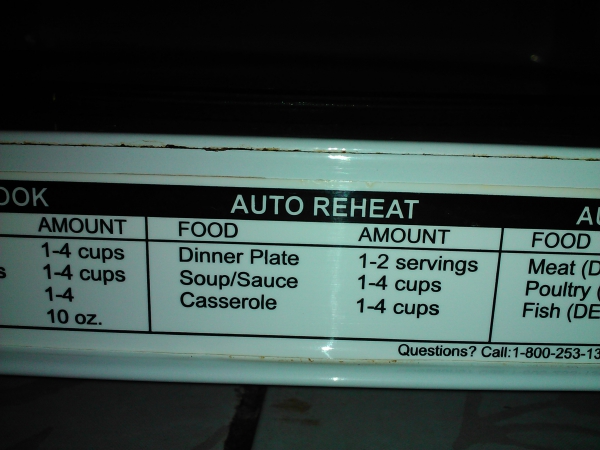 OOK AUTO REHEAT AU
AMOUNT FOOD AMOUNT FOOD
1-4 cups Dinner Plate 1-2 servings Meat (D
s 1-4 cups Soup/Sauce 1-4 cups Poultry (
1-4 Casserole 1-4 cups Fish (DE
10 oz.
Questions? Call:1-800-253-13